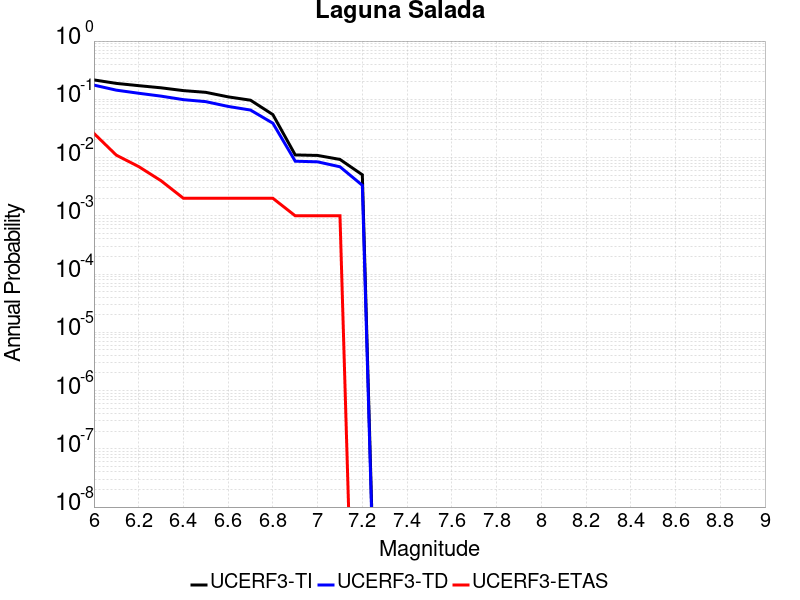 Laguna Salada
10^0
10^-1
10^-2
10^-3
10^-4
10^-5
10^-6
10^-7
10^-8
Annual Probability
6 6.2 6.4 6.6 6.8 7 7.2 7.4 7.6 7.8 8 8.2 8.4 8.6 8.8 9
Magnitude
UCERF3-TI UCERF3-TD UCERF3-ETAS